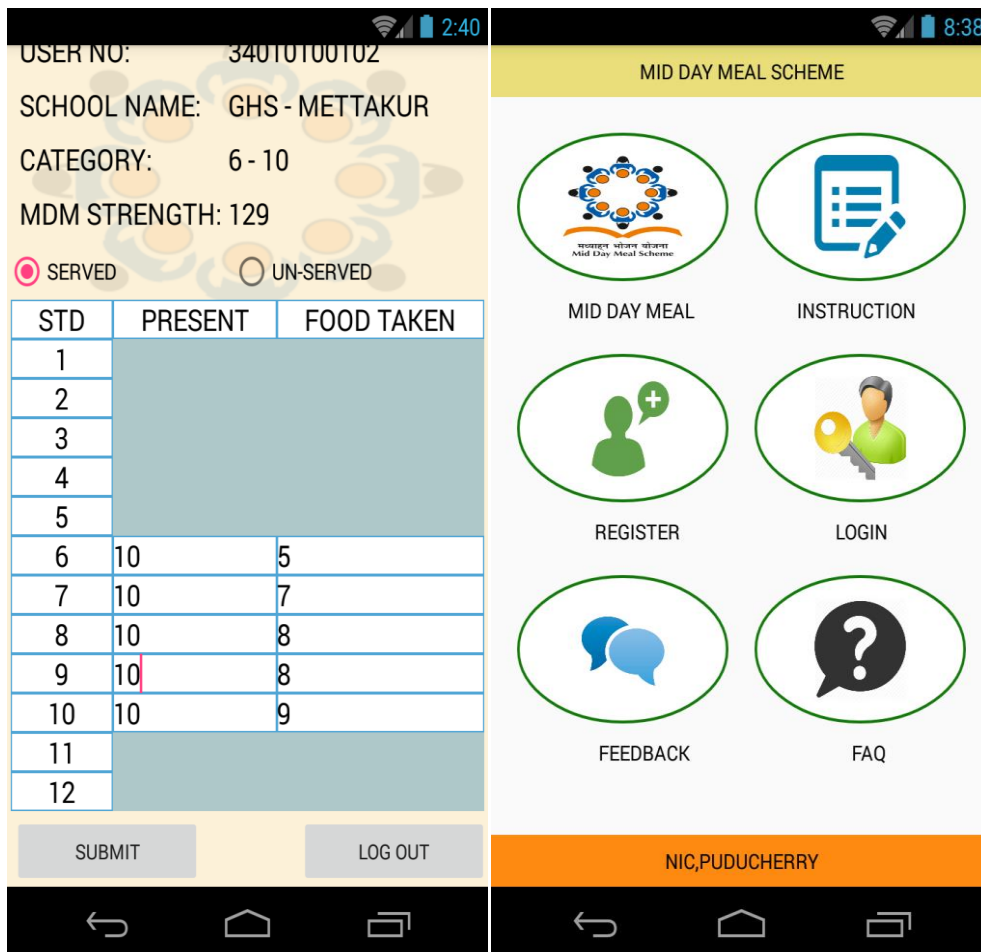 2:40
USER NO: 34010100102
SCHOOL NAME: GHS - METTAKUR
CATEGORY: 6 - 10
MDM STRENGTH: 129
SERVED UN-SERVED
STD PRESENT FOOD TAKEN
1
2
3
4
5
6 10 5
7 10 7
8 10 8
9 10 8
10 10 9
11
12
SUBMIT LOG OUT
8:38
MID DAY MEAL SCHEME
मध्याह्न भोजन योजना
Mid Day Meal Scheme
MID DAY MEAL INSTRUCTION
REGISTER LOGIN
FEEDBACK FAQ
NIC,PUDUCHERRY